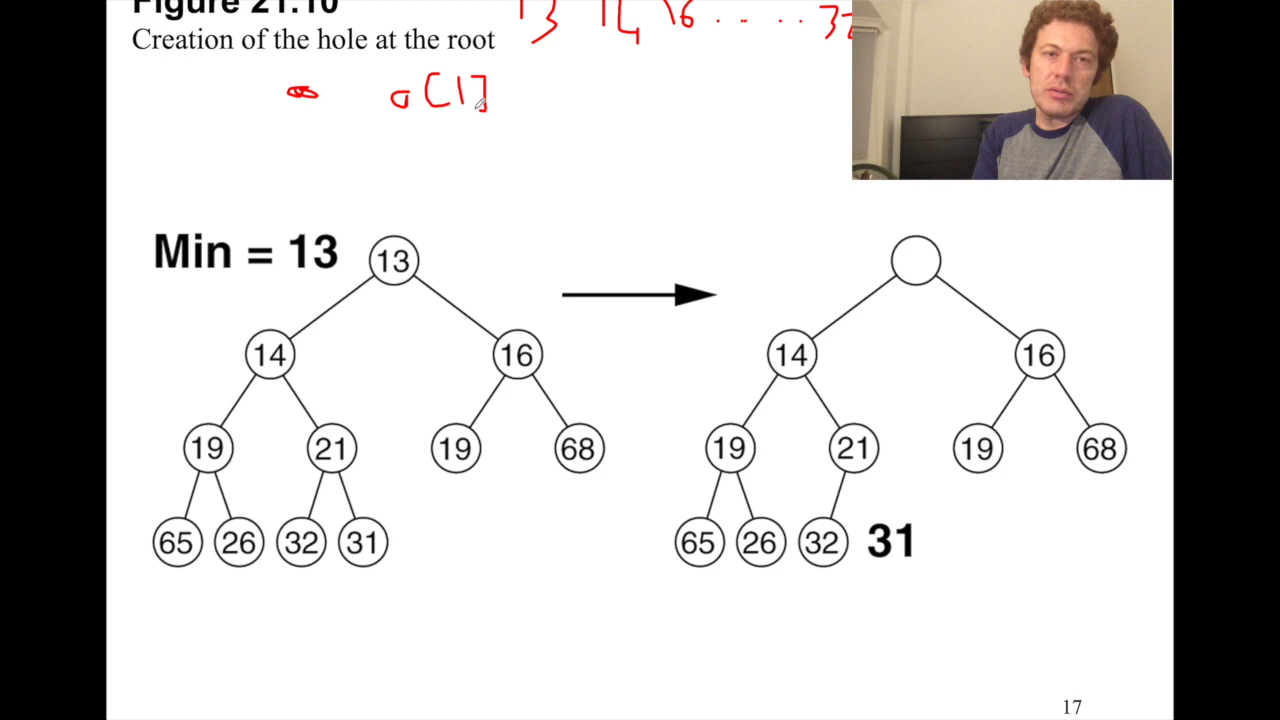 Figure 21.10
13 14 16 . . . . .
Creation of the hole at the root
a[1]
Min = 13
13
14 16 14 16
19 21 19 68 19 21 19 68
65 26 32 31 65 26 32 31
17